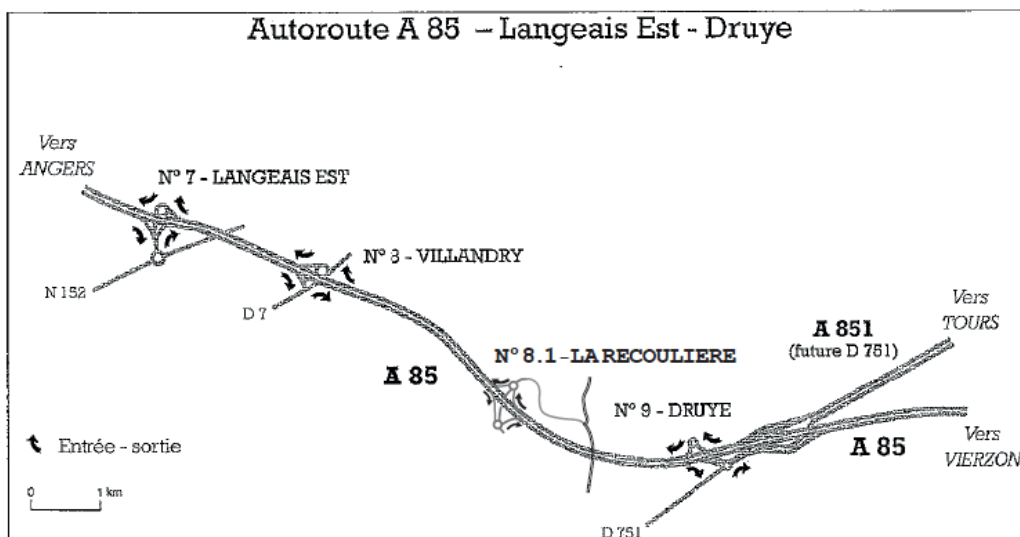 Autoroute A 85 – Langeais Est - Druye
Vers
ANGERS
N° 7 - LANGEAIS EST
N 152
N° 8 - VILLANDRY
D 7
A 85
N° 8.1 - LA RECOULIERE
N° 9 - DRUYE
A 851
(future D 751)
Vers
TOURS
A 85
Vers
VIERZON
D 751
Entrée - sortie
0 1 km